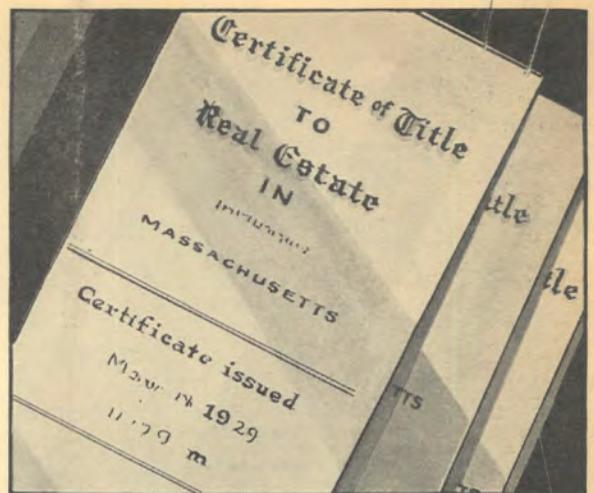 Certificate of Title
TO
Real Estate
IN
MASSACHUSETTS
Certificate issued
1929
m
tle
tle
TTS